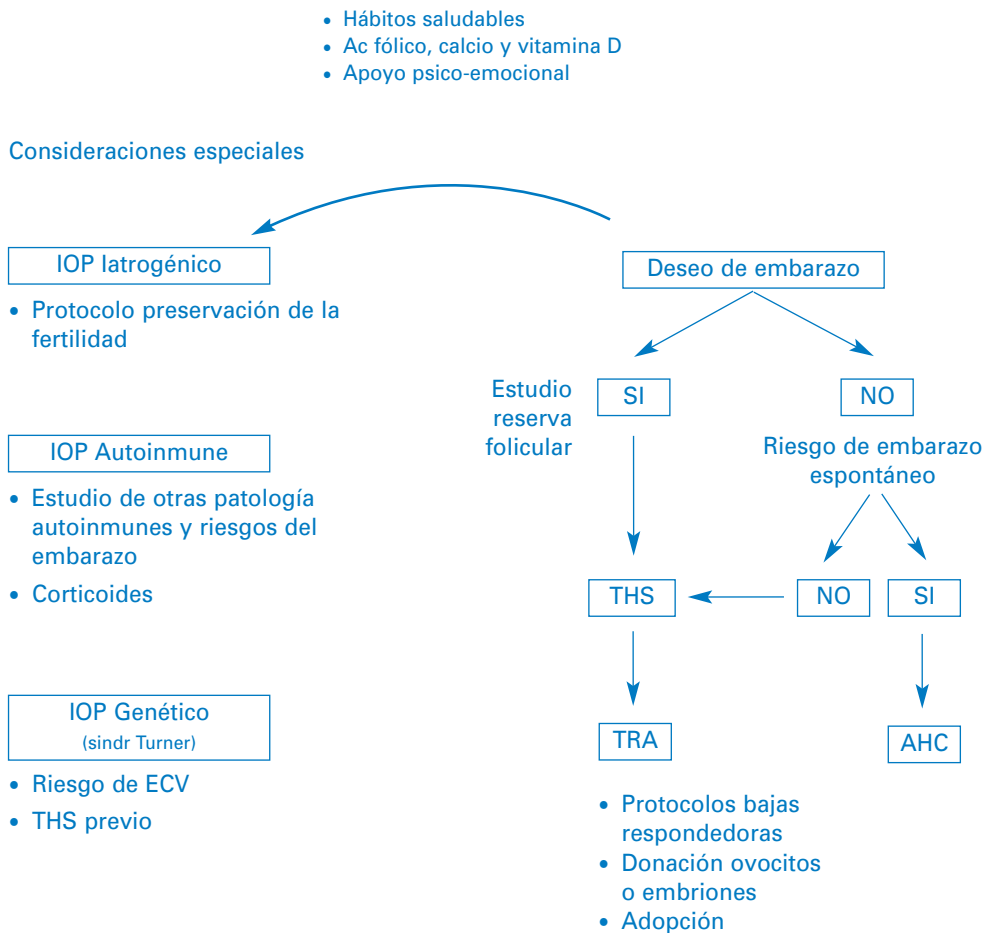 • Hábitos saludables
• Ac fólico, calcio y vitamina D
• Apoyo psico-emocional
Consideraciones especiales
IOP Iatrogénico
• Protocolo preservación de la
fertilidad
IOP Autoinmune
• Estudio de otras patología
autoinmunes y riesgos del
embarazo
• Corticoides
IOP Genético
(sindr Turner)
• Riesgo de ECV
• THS previo
Deseo de embarazo
Estudio
reserva
folicular
SI
NO
Riesgo de embarazo
espontáneo
THS
NO
SI
TRA
AHC
• Protocolos bajas
respondedoras
• Donación ovocitos
o embriones
• Adopción